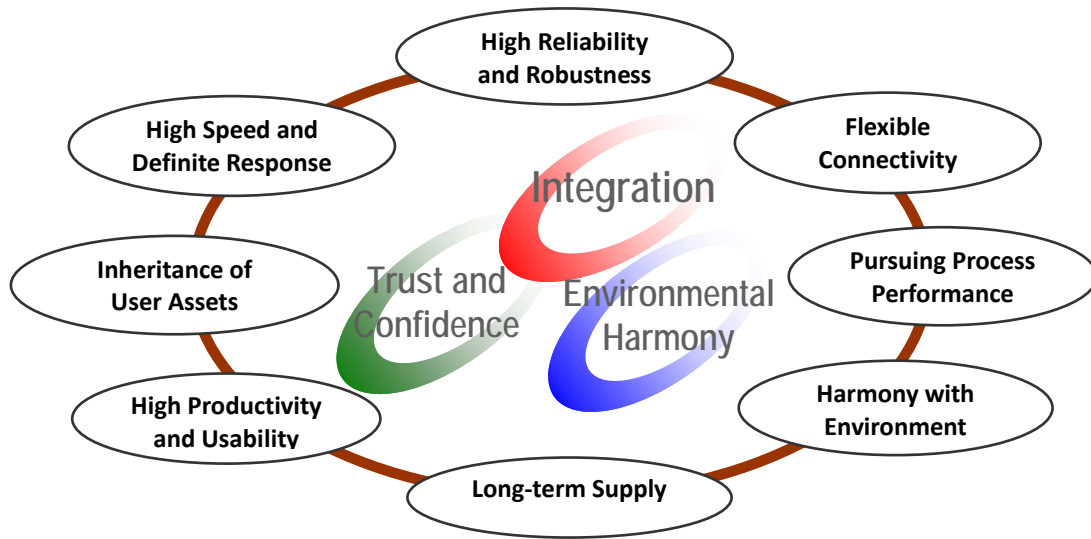 High Reliability
and Robustness
High Speed and
Definite Response
Flexible
Connectivity
Integration
Inheritance of
User Assets
Trust and
Confidence
Environmental
Harmony
Pursuing Process
Performance
High Productivity
and Usability
Harmony with
Environment
Long-term Supply